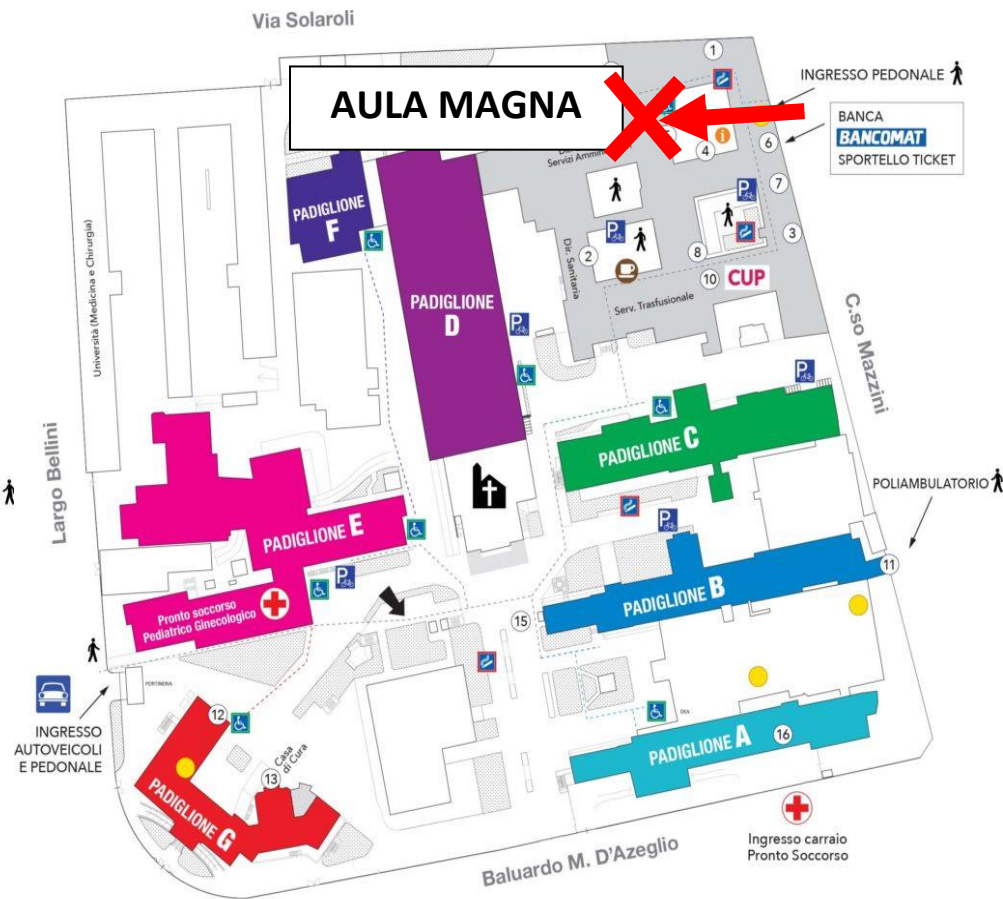 Via Solaroli
AULA MAGNA
1
INGRESSO PEDONALE
BANCA
BANCOMAT
SPORTELLO TICKET
i
4
6
Servizi Ammin
7
PADIGLIONE
F
P
P
3
2
8
Dir. Sanitaria
10
CUP
Università (Medicina e Chirurgia)
PADIGLIONE
D
Serv. Trasfusionale
P
C.so Mazzini
P
PADIGLIONE C
Largo Bellini
POLIAMBULATORIO
P
PADIGLIONE E
11
P
PADIGLIONE B
Pronto soccorso
Pediatrico Ginecologico
15
PORTINERIA
INGRESSO
AUTOVEICOLI
E PEDONALE
12
DEA
PADIGLIONE A
16
Casa
di Cura
13
PADIGLIONE G
Ingresso carraio
Pronto Soccorso
Baluardo M. D'Azeglio